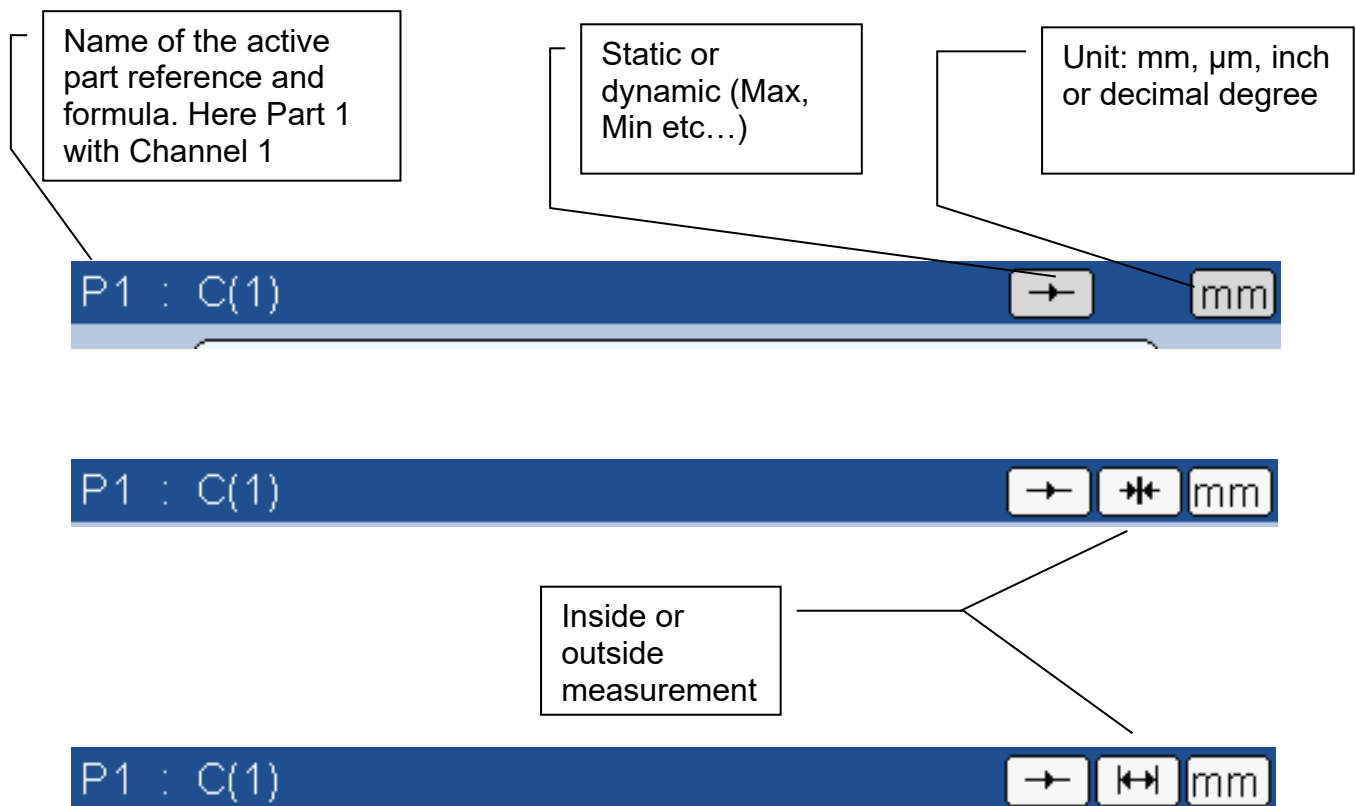 Name of the active
part reference and
formula. Here Part 1
with Channel 1
Static or
dynamic (Max,
Min etc…)
Unit: mm, µm, inch
or decimal degree
P1 : C(1)
mm
P1 : C(1)
mm
Inside or
outside
measurement
P1 : C(1)
mm